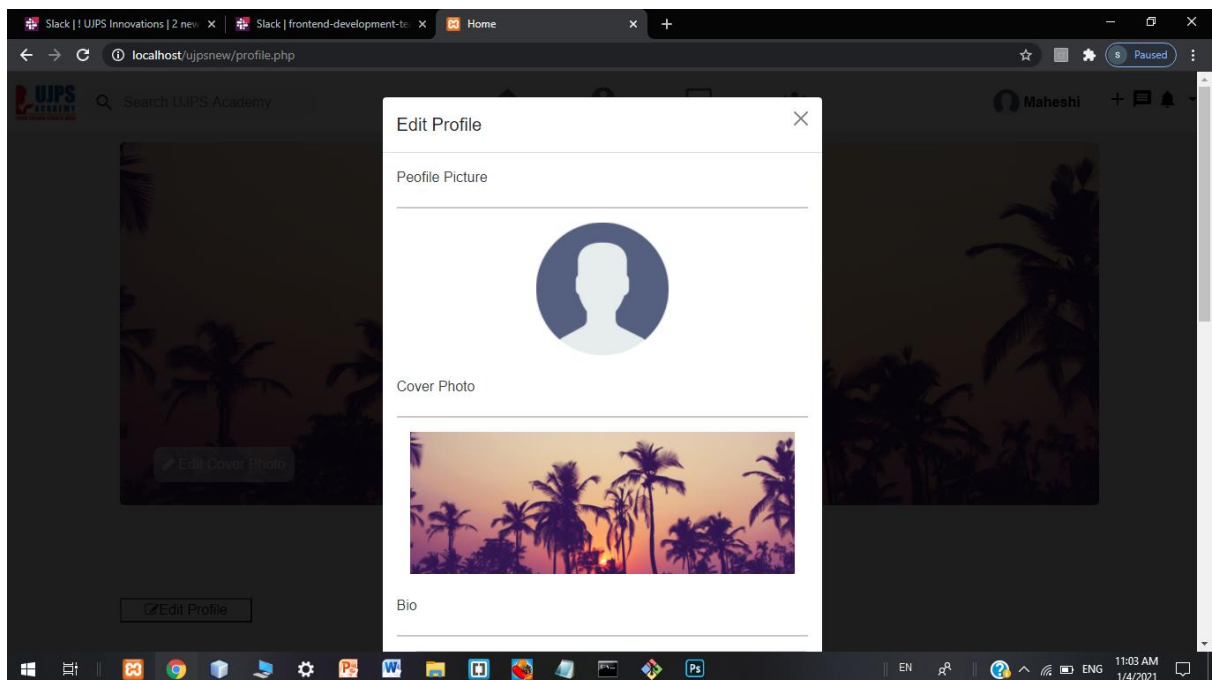 Slack | ! UJPS Innovations | 2 new
Slack | frontend-development-te
Home
localhost/ujpsnew/profile.php
s Paused
UJPS
ACADEMY
Search UJPS Academy
Maheshi
Edit Profile
Peofile Picture
Cover Photo
Edit Cover Photo
Bio
Edit Profile
EN
ENG
11:03 AM
1/4/2021